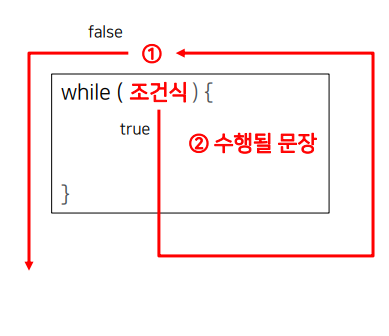 false
①
while ( 조건식 ) {
true
② 수행될 문장
}